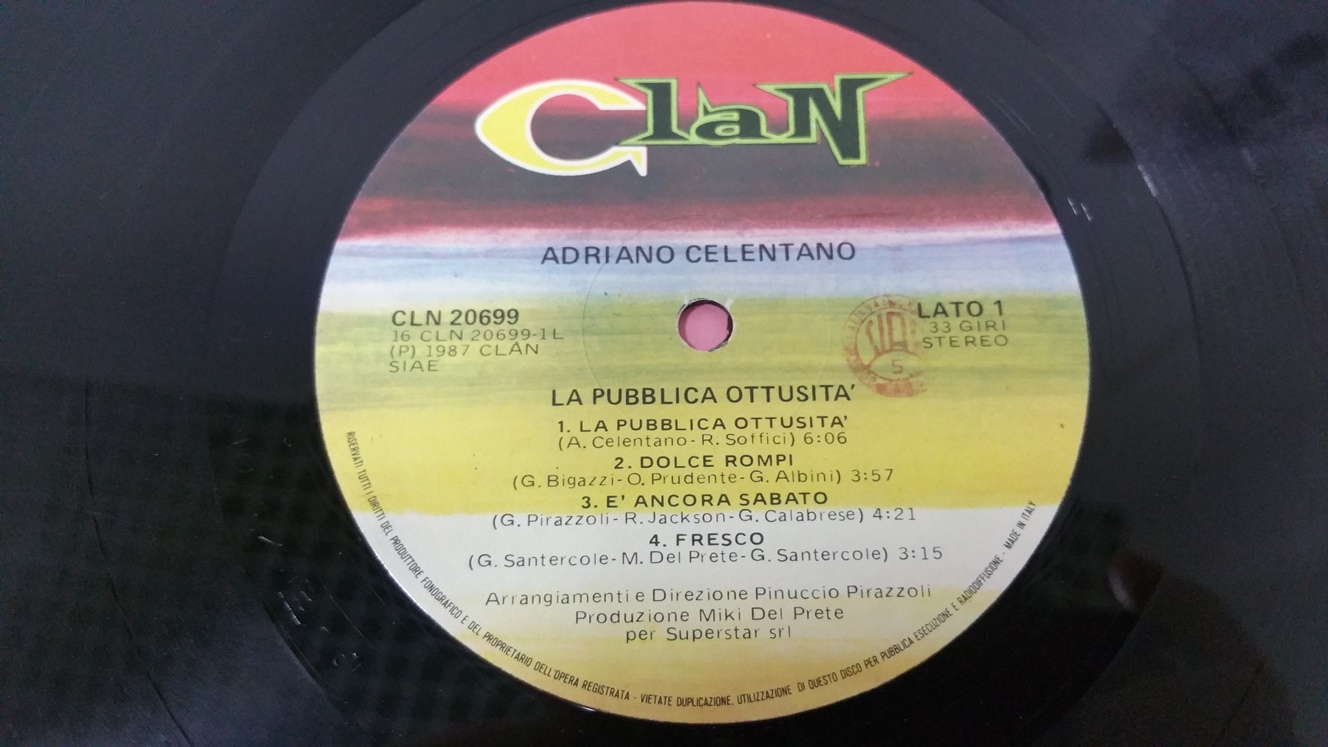 ClaN
ADRIANO CELENTANO
CLN 20699
16 CLN 20699-1L
(P) 1987 CLAN
SIAE
LATO 1
33 GIRI
STEREO
5
LA PUBBLICA OTTUSITA'
1. LA PUBBLICA OTTUSITA'
(A. Celentano-R. Soffici) 6:06
2. DOLCE ROMPI
(G. Bigazzi-O. Prudente-G. Albini) 3:57
3. E' ANCORA SABATO
(G. Pirazzoli-R. Jackson-G. Calabrese) 4:21
4. FRESCO
(G. Santercole-M. Del Prete-G. Santercole) 3:15
Arrangiamenti e Direzione Pinuccio Pirazzoli
Produzione Miki Del Prete
per Superstar srl
RISERVATI TUTTI I DIRITTI DEL PRODUTTORE FONOGRAFICO E DEL PROPRIETARIO DELL'OPERA REGISTRATA - VIETATE DUPLICAZIONE, UTILIZZAZIONE DI QUESTO DISCO PER PUBBLICA ESECUZIONE E RADIODIFFUSIONE - MADE IN ITALY